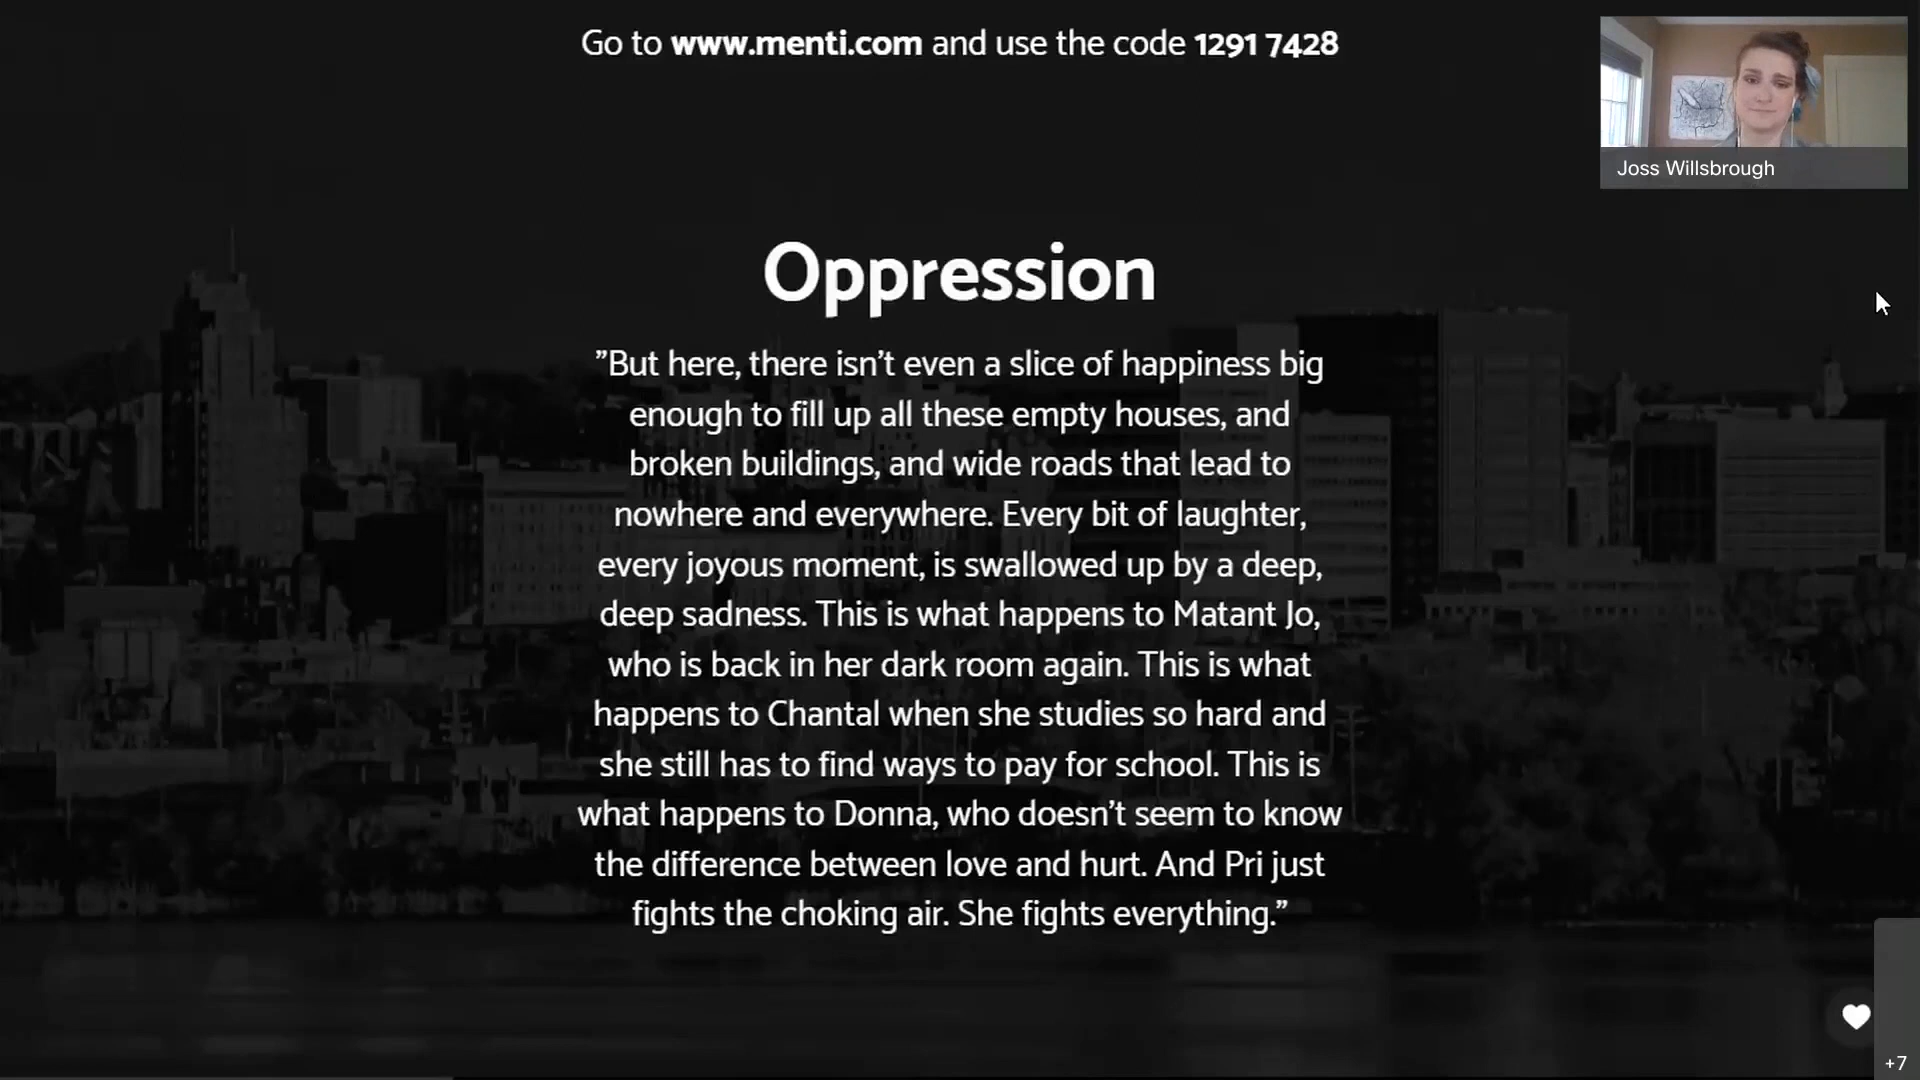 Go to www.menti.com and use the code 1291 7428
Joss Willsbrough
Oppression
”But here, there isn’t even a slice of happiness big
enough to fill up all these empty houses, and
broken buildings, and wide roads that lead to
nowhere and everywhere. Every bit of laughter,
every joyous moment, is swallowed up by a deep,
deep sadness. This is what happens to Matant Jo,
who is back in her dark room again. This is what
happens to Chantal when she studies so hard and
she still has to find ways to pay for school. This is
what happens to Donna, who doesn’t seem to know
the difference between love and hurt. And Pri just
fights the choking air. She fights everything.”
+7